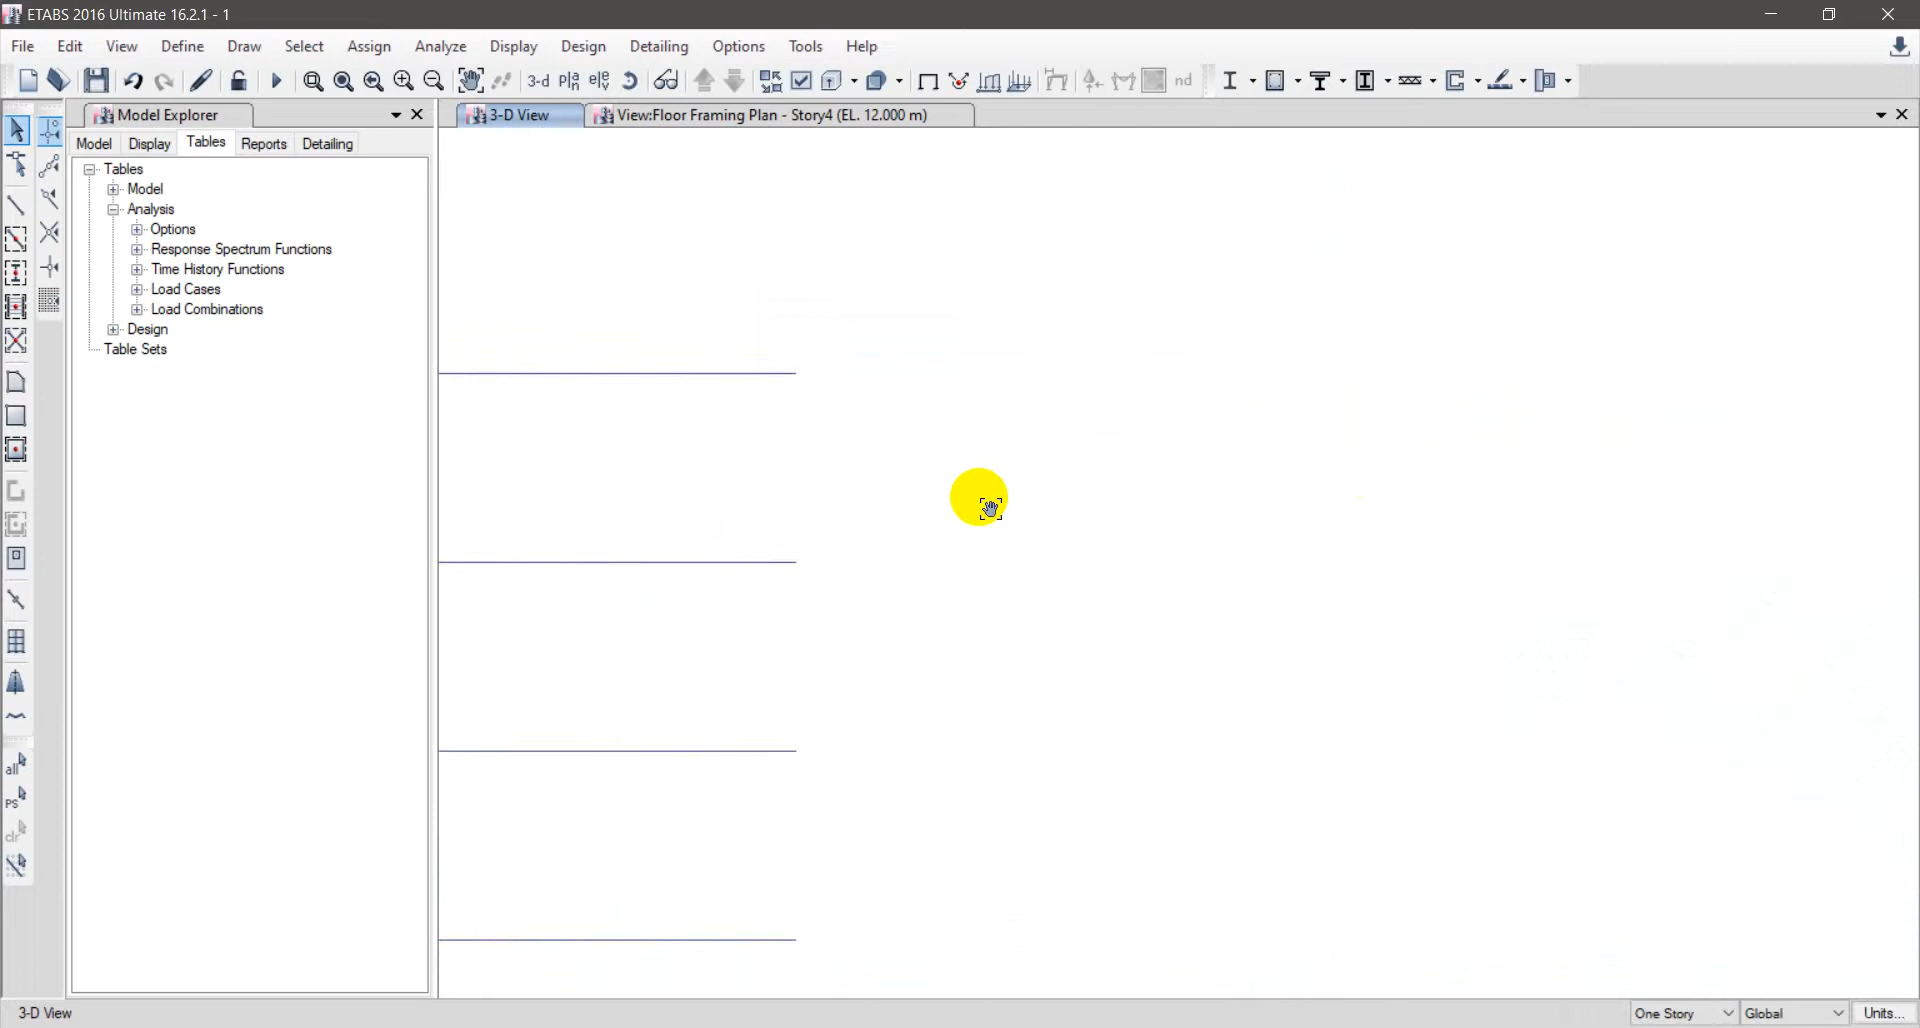 ETABS 2016 Ultimate 16.2.1 - 1
File Edit View Define Draw Select Assign Analyze Display Design Detailing Options Tools Help
3-d nd
Model Explorer
3-D View
View:Floor Framing Plan - Story4 (EL. 12.000 m)
Model Display Tables Reports Detailing
Tables
Model
Analysis
Options
Response Spectrum Functions
Time History Functions
Load Cases
Load Combinations
Design
Table Sets
all
PS
clr
3-D View
One Story
Global
Units...